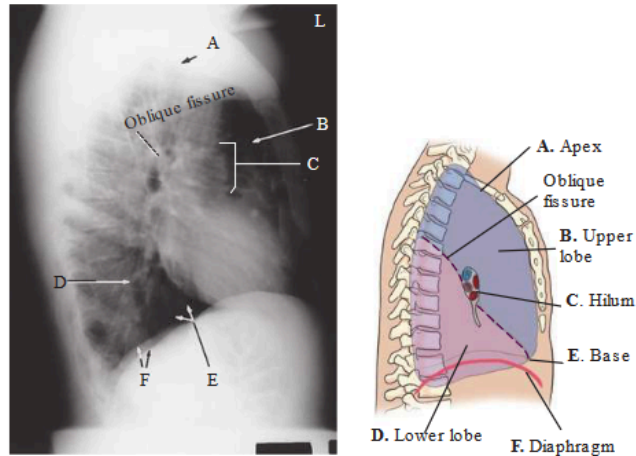 L
A
Oblique fissure
B
C
D
E
F
A. Apex
Oblique
fissure
B. Upper
lobe
C. Hilum
E. Base
D. Lower lobe
F. Diaphragm